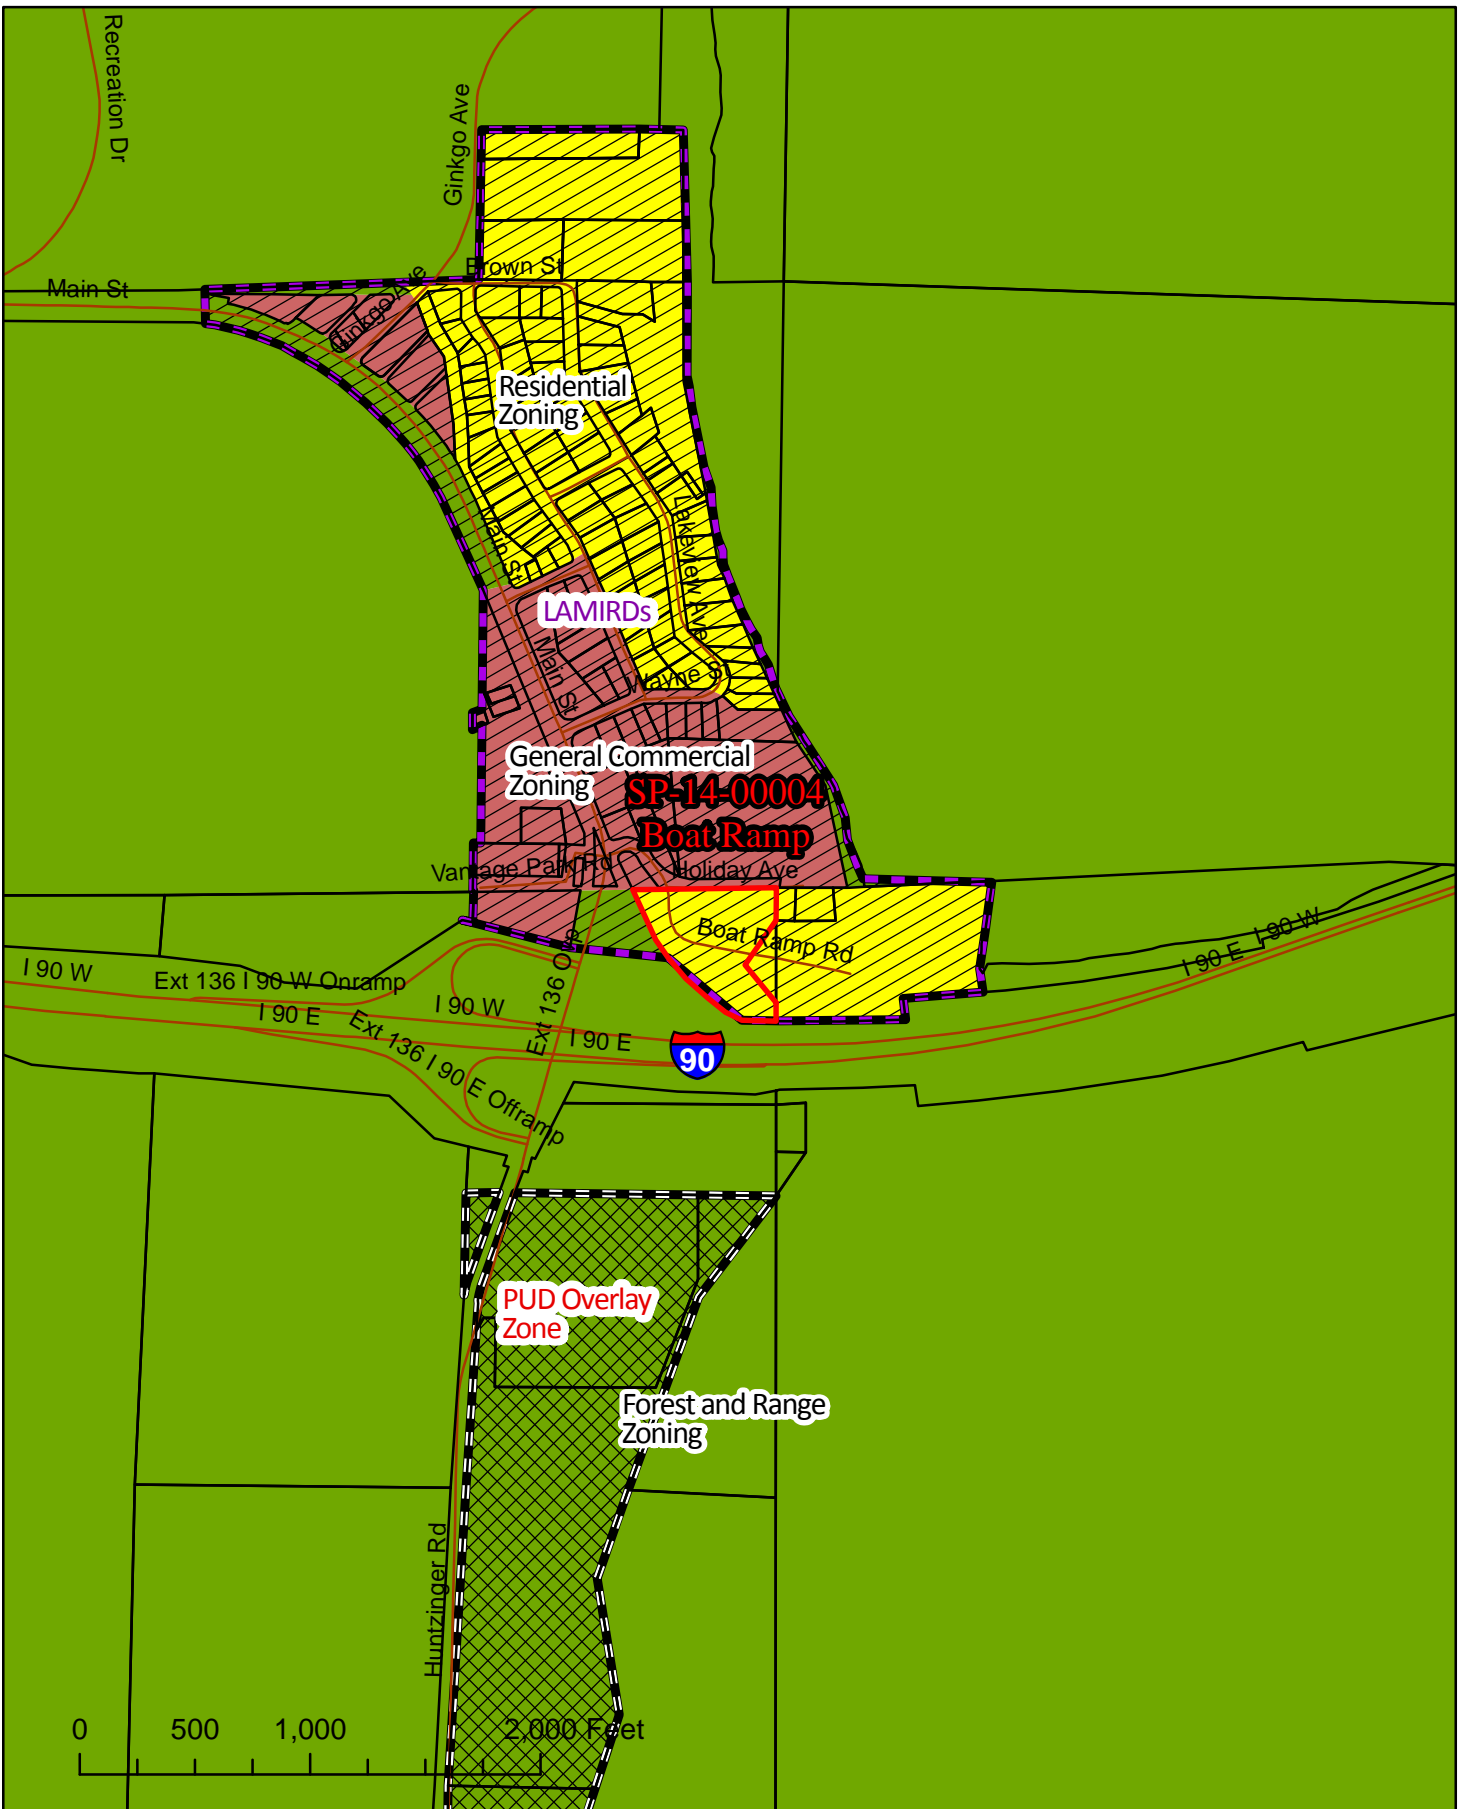 Recreation Dr
Ginkgo Ave
Brown St
Main St
Ginkgo Ave
Residential
Zoning
Main St
Lakeview Ave
LAMIRDs
Main St
Wayne St
General Commercial
Zoning
SP-14-00004
Boat Ramp
Vantage Park Rd
Holiday Ave
Boat Ramp Rd
I 90 W
I 90 E
I 90 W
Ext 136 I 90 W Onramp
I 90 W
I 90 E
Ext 136 I 90 E Offramp
I 90 E
90
PUD Overlay
Zone
Forest and Range
Zoning
Huntzinger Rd
0 500 1,000 2,000 Feet